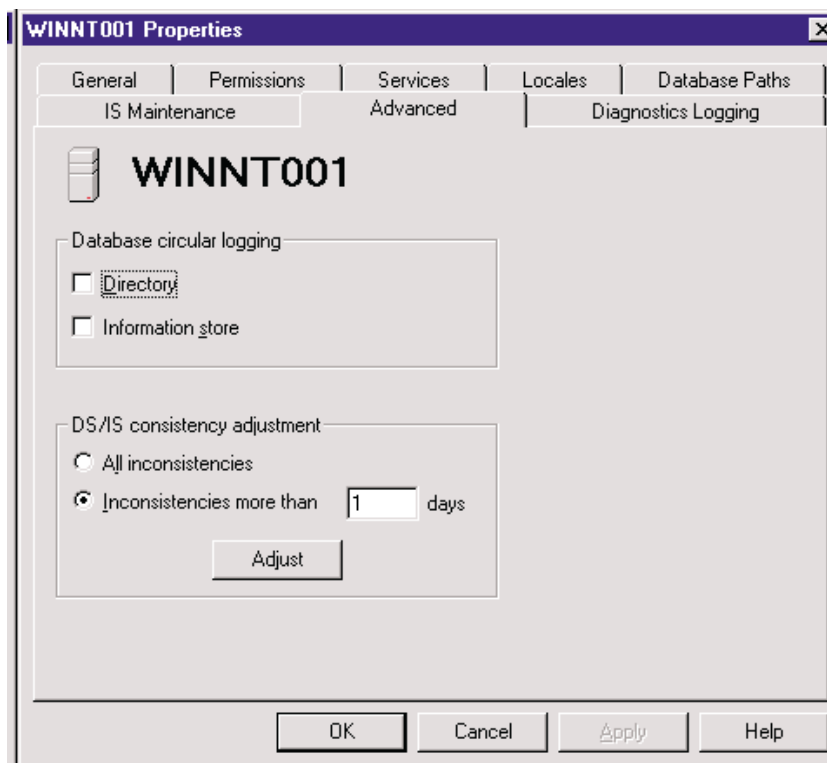 WINNT001 Properties
General Permissions Services Locales Database Paths
IS Maintenance Advanced Diagnostics Logging
WINNT001
Database circular logging
Directory
Information store
DS/IS consistency adjustment
All inconsistencies
Inconsistencies more than 1 days
Adjust
OK Cancel Apply Help